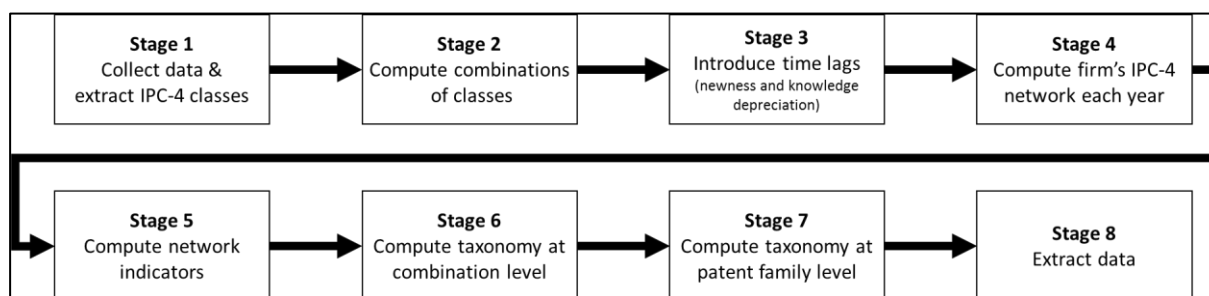 Stage 1
Collect data &
extract IPC-4 classes
Stage 2
Compute combinations
of classes
Stage 3
Introduce time lags
(newness and knowledge
depreciation)
Stage 4
Compute firm's IPC-4
network each year
Stage 5
Compute network
indicators
Stage 6
Compute taxonomy at
combination level
Stage 7
Compute taxonomy at
patent family level
Stage 8
Extract data